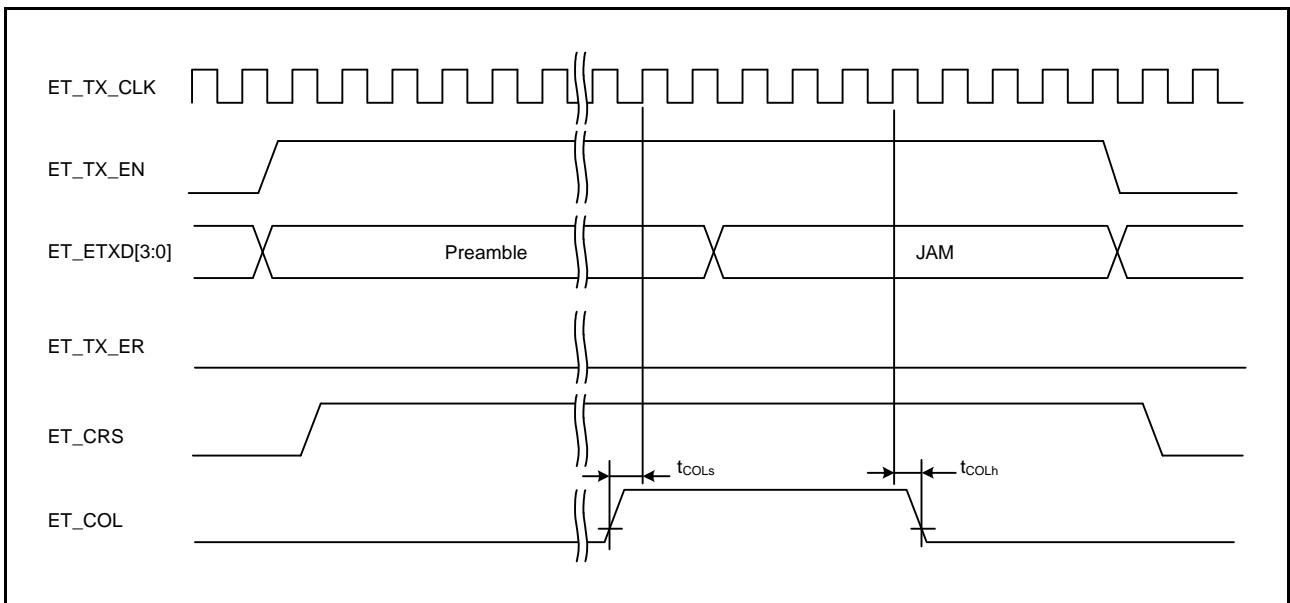 ET_TX_CLK
ET_TX_EN
ET_ETXD[3:0]
Preamble
JAM
ET_TX_ER
ET_CRS
tCOLs
tCOLh
ET_COL